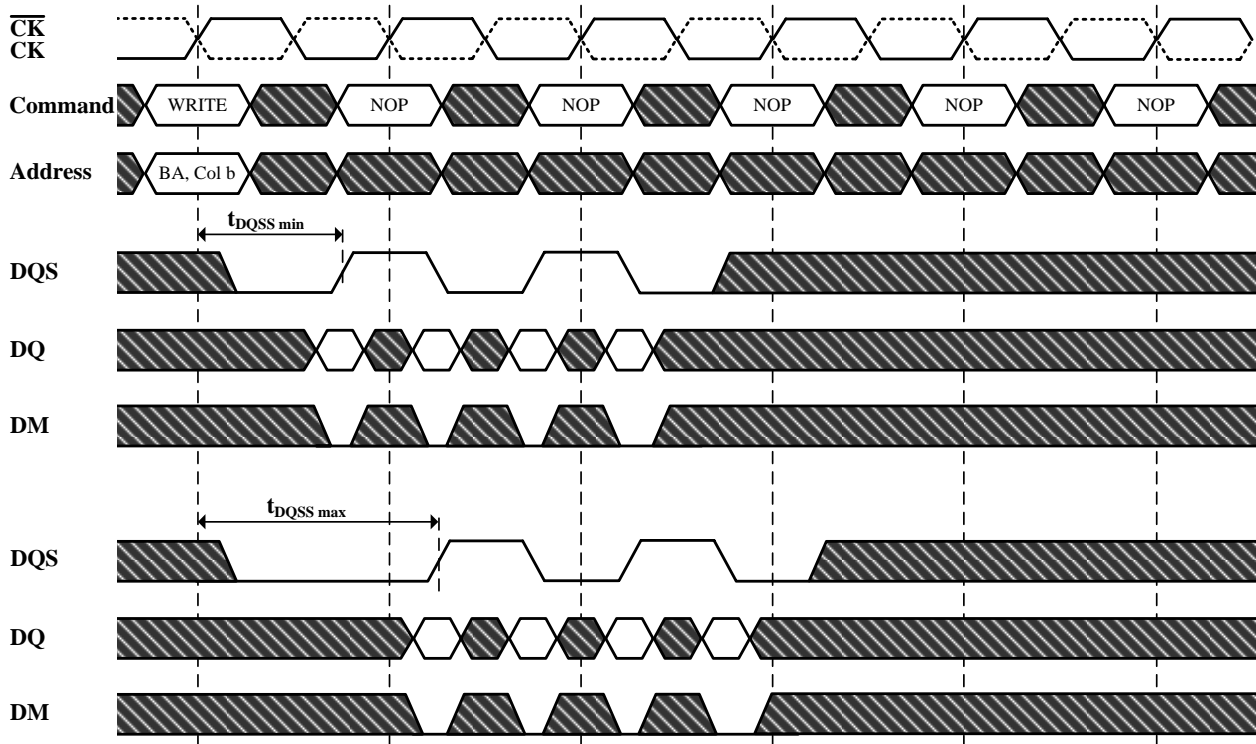 CK
CK
Command WRITE NOP NOP NOP NOP NOP
Address BA, Col b
tDQSS min
DQS
DQ
DM
tDQSS max
DQS
DQ
DM